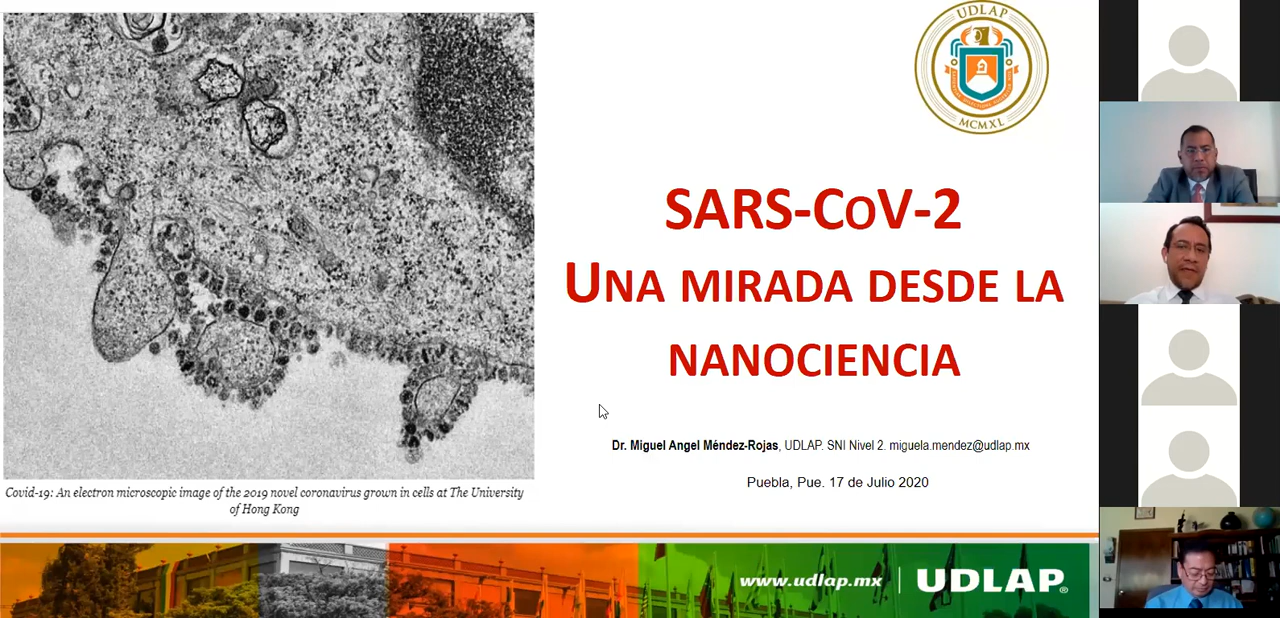 UDLAP
MCMXL
SARS-CoV-2
UNA MIRADA DESDE LA
NANOCIENCIA
Dr. Miguel Angel Méndez-Rojas, UDLAP. SNI Nivel 2. miguela.mendez@udlap.mx
Puebla, Pue. 17 de Julio 2020
Covid-19: An electron microscopic image of the 2019 novel coronavirus grown in cells at The University
of Hong Kong
www.udlap.mx | UDLAP®